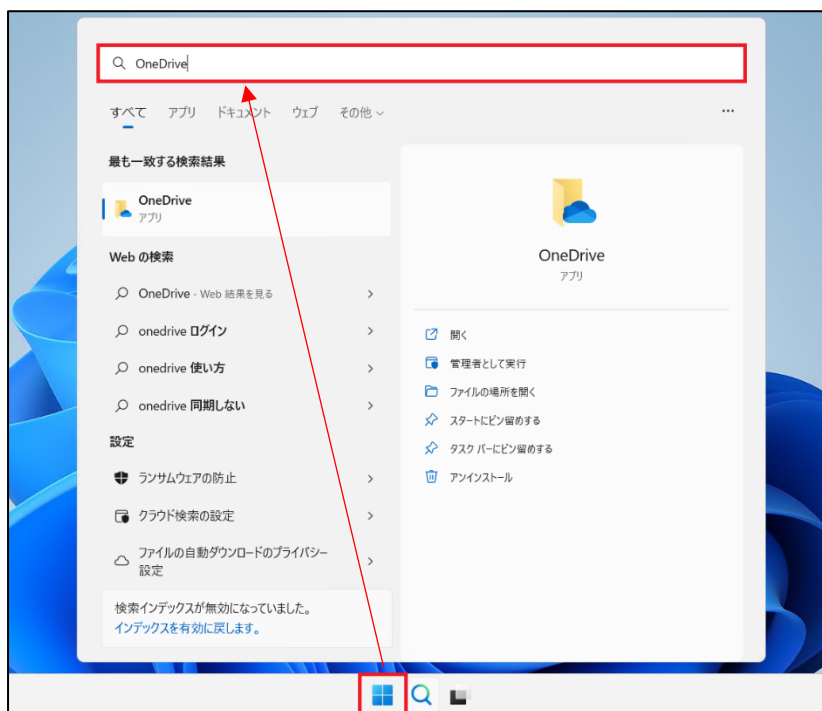 OneDrive
すべて アプリ ドキュメント ウェブ その他
最も一致する検索結果
OneDrive
アプリ
Web の検索
OneDrive - Web 結果を見る
onedrive ログイン
onedrive 使い方
onedrive 同期しない
設定
ランサムウェアの防止
クラウド検索の設定
ファイルの自動ダウンロードのプライバシー
設定
検索インデックスが無効になっていました。
インデックスを有効に戻します。
OneDrive
アプリ
開く
管理者として実行
ファイルの場所を開く
スタートにピン留めする
タスク バーにピン留めする
アンインストール